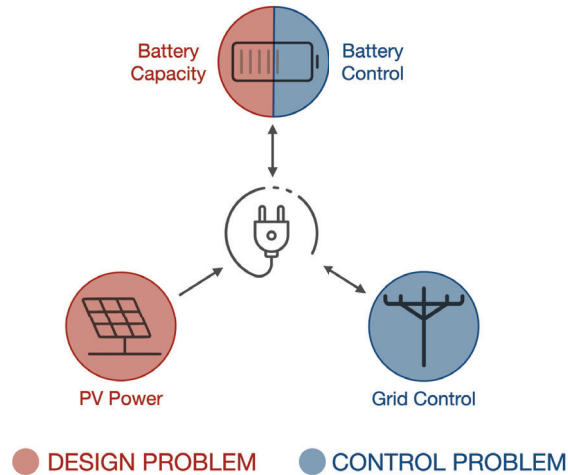 Battery
Capacity
Battery
Control
PV Power
Grid Control
DESIGN PROBLEM
CONTROL PROBLEM